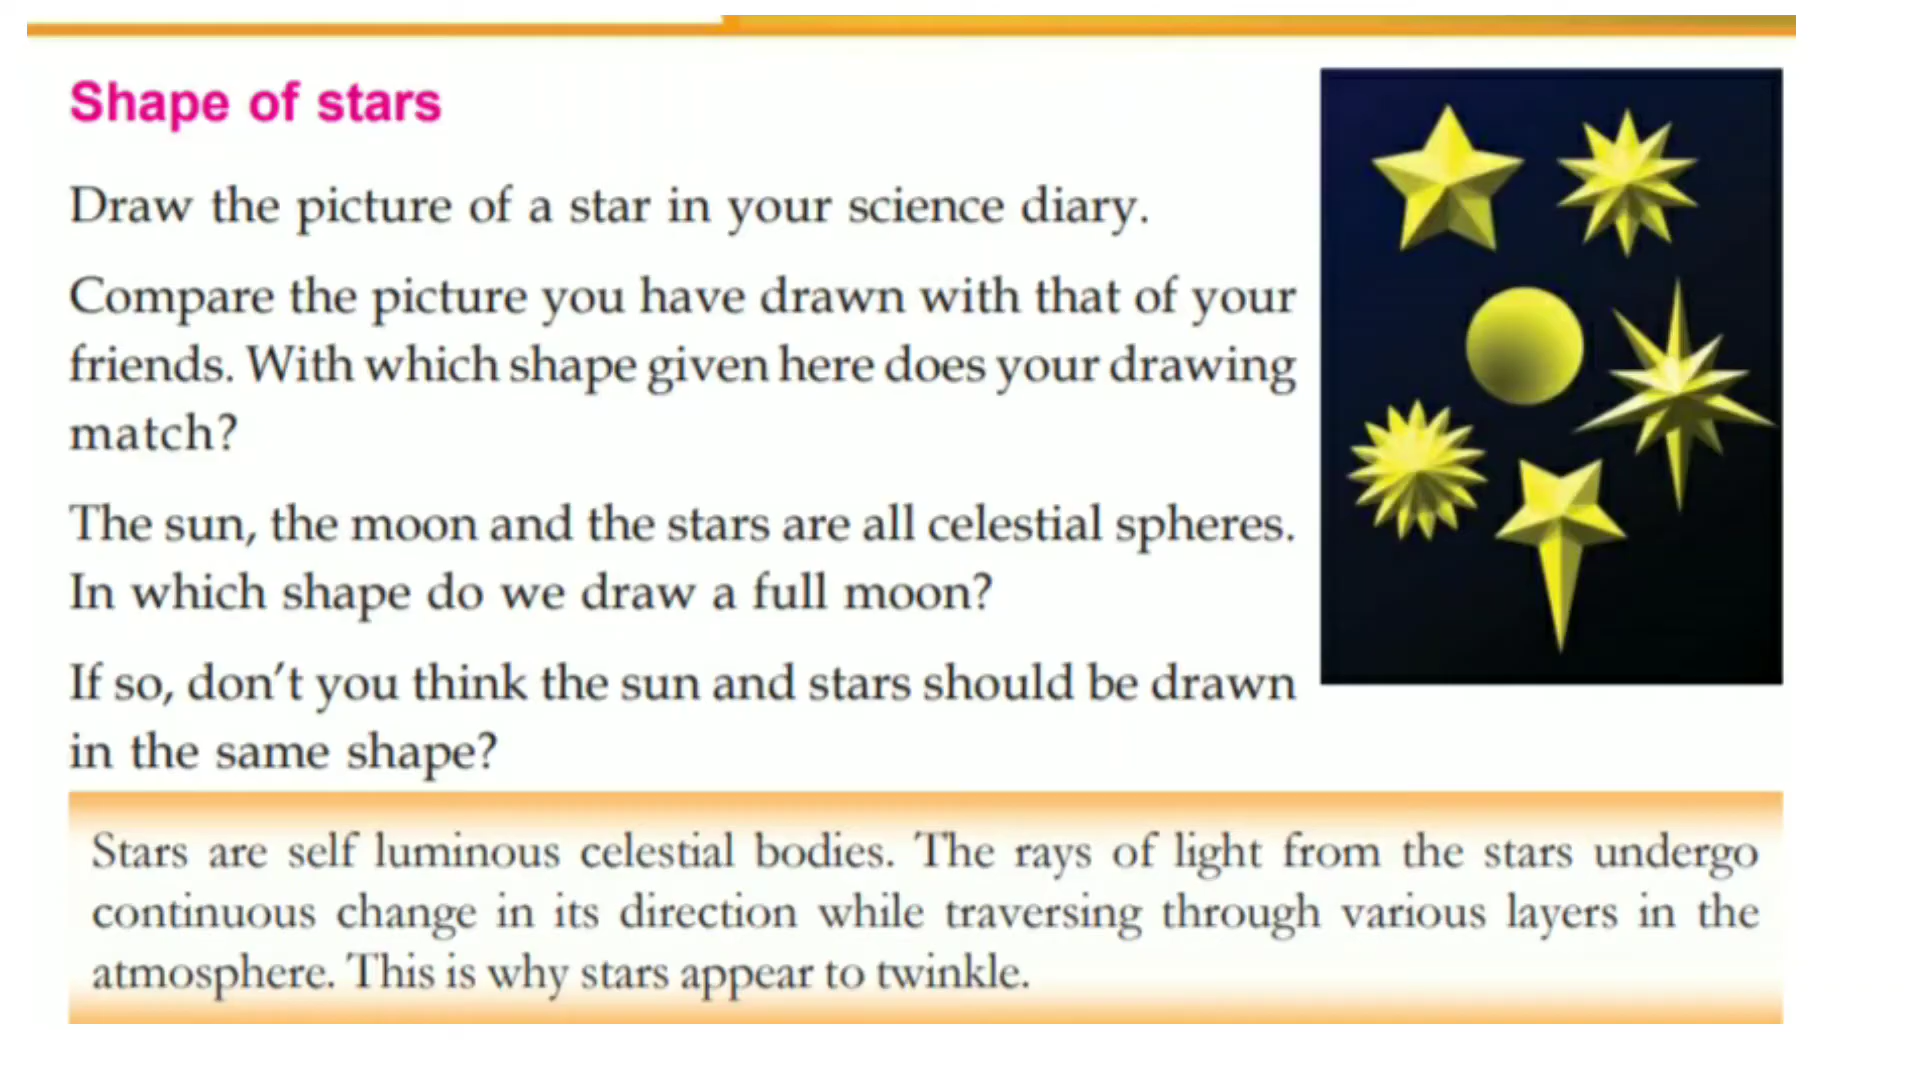 Shape of stars
Draw the picture of a star in your science diary.
Compare the picture you have drawn with that of your
friends. With which shape given here does your drawing
match?
The sun, the moon and the stars are all celestial spheres.
In which shape do we draw a full moon?
If so, don't you think the sun and stars should be drawn
in the same shape?
Stars are self luminous celestial bodies. The rays of light from the stars undergo
continuous change in its direction while traversing through various layers in the
atmosphere. This is why stars appear to twinkle.